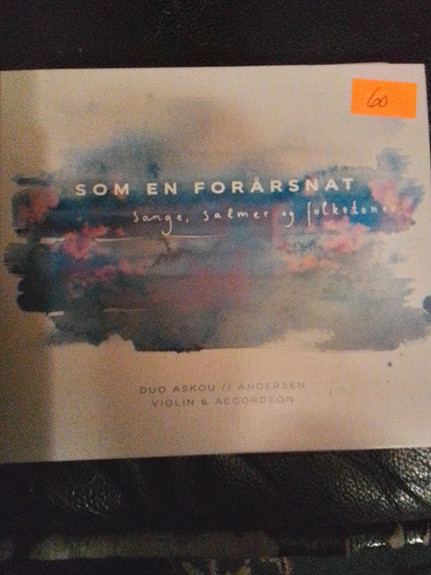 60
SOM EN FORÅRSNAT
sange, salmer og folketoner
DUO ASKOU // ANDERSEN
VIOLIN & ACCORDEON